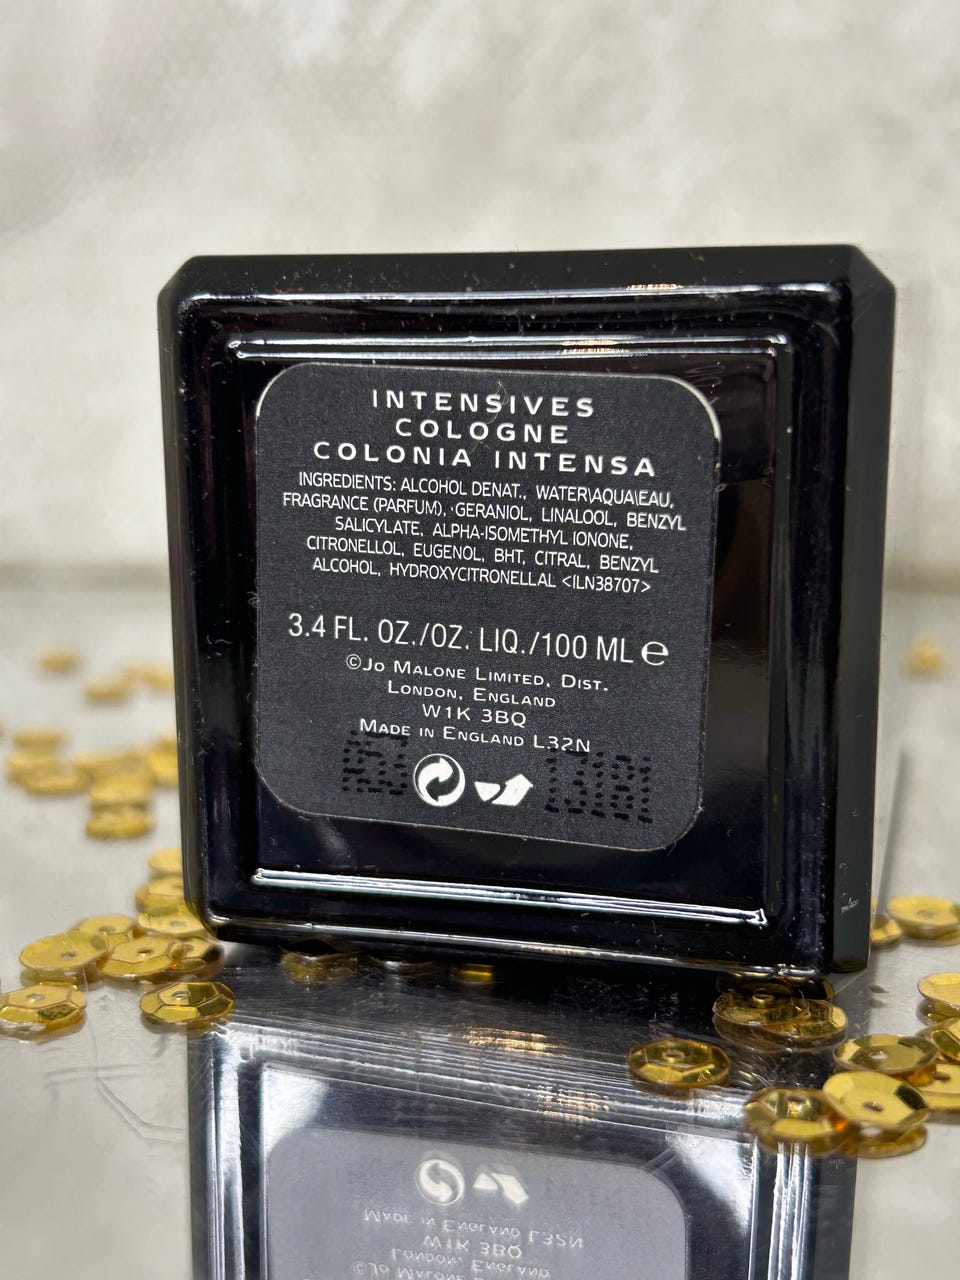 INTENSIVES
COLOGNE
COLONIA INTENSA
INGREDIENTS: ALCOHOL DENAT., WATER\AQUA\EAU,
FRAGRANCE (PARFUM), GERANIOL, LINALOOL, BENZYL
SALICYLATE, ALPHA-ISOMETHYL IONONE,
CITRONELLOL, EUGENOL, BHT, CITRAL, BENZYL
ALCOHOL, HYDROXYCITRONELLAL <ILN38707>
3.4 FL. OZ./OZ. LIQ./100 ML ℮
©Jo Malone Limited, Dist.
London, England
W1K 3BQ
Made in England L32N